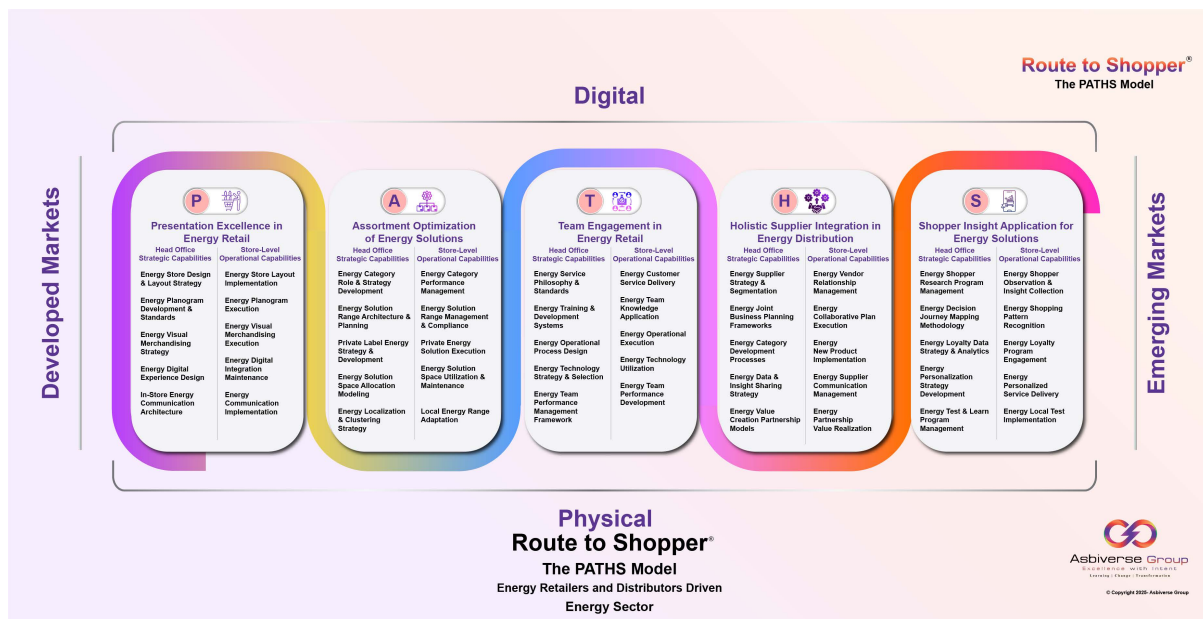 Route to Shopper®
The PATHS Model
Digital
Developed Markets
Emerging Markets
P
Presentation Excellence in
Energy Retail
Head Office
Strategic Capabilities
Energy Store Design
& Layout Strategy
Energy Planogram
Development &
Standards
Energy Visual
Merchandising
Strategy
Energy Digital
Experience Design
In-Store Energy
Communication
Architecture
Store-Level
Operational Capabilities
Energy Store Layout
Implementation
Energy Planogram
Execution
Energy Visual
Merchandising
Execution
Energy Digital
Integration
Maintenance
Energy
Communication
Implementation
A
Assortment Optimization
of Energy Solutions
Head Office
Strategic Capabilities
Energy Category
Role & Strategy
Development
Energy Solution
Range Architecture &
Planning
Private Label Energy
Strategy &
Development
Energy Solution
Space Allocation
Modeling
Energy Localization
& Clustering
Strategy
Store-Level
Operational Capabilities
Energy Category
Performance
Management
Energy Solution
Range Management
& Compliance
Private Energy
Solution Execution
Energy Solution
Space Utilization &
Maintenance
Local Energy Range
Adaptation
T
Team Engagement in
Energy Retail
Head Office
Strategic Capabilities
Energy Service
Philosophy &
Standards
Energy Training &
Development
Systems
Energy Operational
Process Design
Energy Technology
Strategy & Selection
Energy Team
Performance
Management
Framework
Store-Level
Operational Capabilities
Energy Customer
Service Delivery
Energy Team
Knowledge
Application
Energy Operational
Execution
Energy Technology
Utilization
Energy Team
Performance
Development
H
Holistic Supplier Integration in
Energy Distribution
Head Office
Strategic Capabilities
Energy Supplier
Strategy &
Segmentation
Energy Joint
Business Planning
Frameworks
Energy Category
Development
Processes
Energy Data &
Insight Sharing
Strategy
Energy Value
Creation Partnership
Models
Store-Level
Operational Capabilities
Energy Vendor
Relationship
Management
Energy
Collaborative Plan
Execution
Energy
New Product
Implementation
Energy Supplier
Communication
Management
Energy
Partnership
Value Realization
S
Shopper Insight Application for
Energy Solutions
Head Office
Strategic Capabilities
Energy Shopper
Research Program
Management
Energy Decision
Journey Mapping
Methodology
Energy Loyalty Data
Strategy & Analytics
Energy
Personalization
Strategy
Development
Energy Test & Learn
Program
Management
Store-Level
Operational Capabilities
Energy Shopper
Observation &
Insight Collection
Energy Shopping
Pattern
Recognition
Energy Loyalty
Program
Engagement
Energy
Personalized
Service Delivery
Energy Local Test
Implementation
Physical
Route to Shopper®
The PATHS Model
Energy Retailers and Distributors Driven
Energy Sector
Asbiverse Group
Excellence with Intent
Learning | Change | Transformation
© Copyright 2025- Asbiverse Group